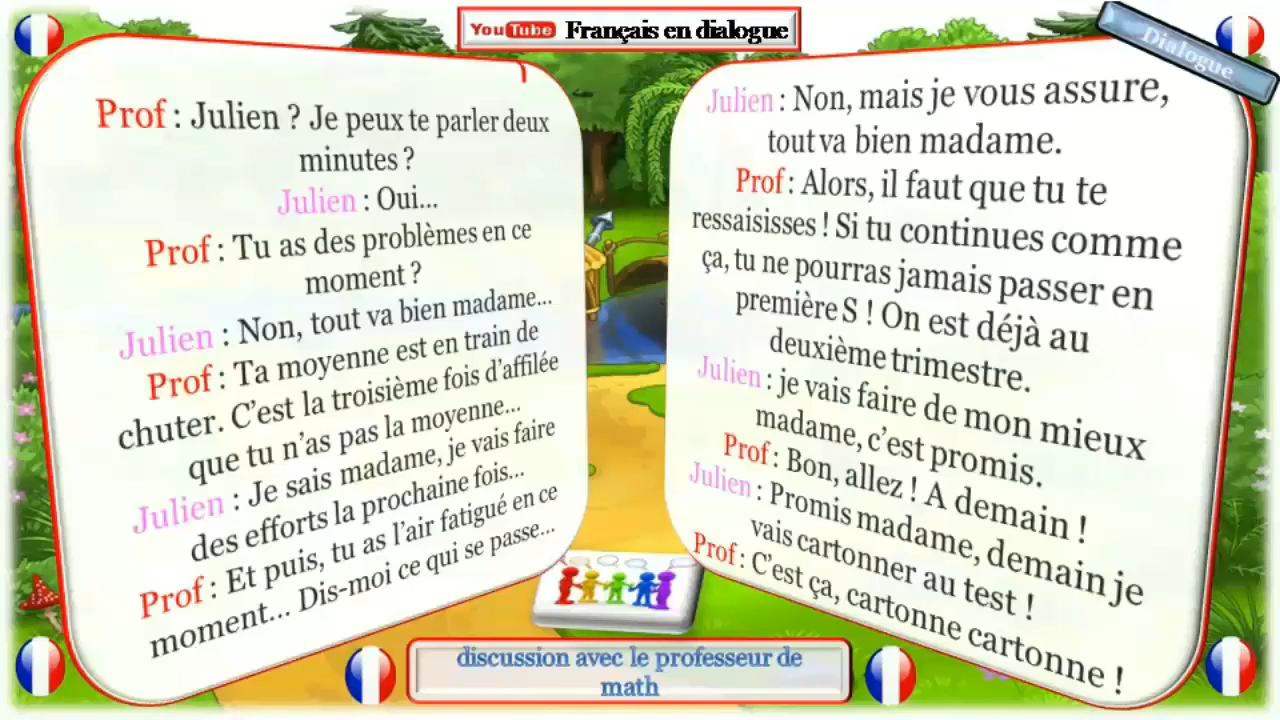 YouTube Français en dialogue
Dialogue
Prof : Julien ? Je peux te parler deux
minutes ?
Julien : Oui...
Prof : Tu as des problèmes en ce
moment ?
Julien : Non, tout va bien madame...
Prof : Ta moyenne est en train de
chuter. C’est la troisième fois d’affilée
que tu n’as pas la moyenne...
Julien : Je sais madame, je vais faire
des efforts la prochaine fois...
Prof : Et puis, tu as l’air fatigué en ce
moment... Dis-moi ce qui se passe...
Julien : Non, mais je vous assure,
tout va bien madame.
Prof : Alors, il faut que tu te
ressaisisses ! Si tu continues comme
ça, tu ne pourras jamais passer en
première S ! On est déjà au
deuxième trimestre.
Julien : je vais faire de mon mieux
madame, c’est promis.
Prof : Bon, allez ! A demain !
Julien : Promis madame, demain je
vais cartonner au test !
Prof : C’est ça, cartonne cartonne !
discussion avec le professeur de
math